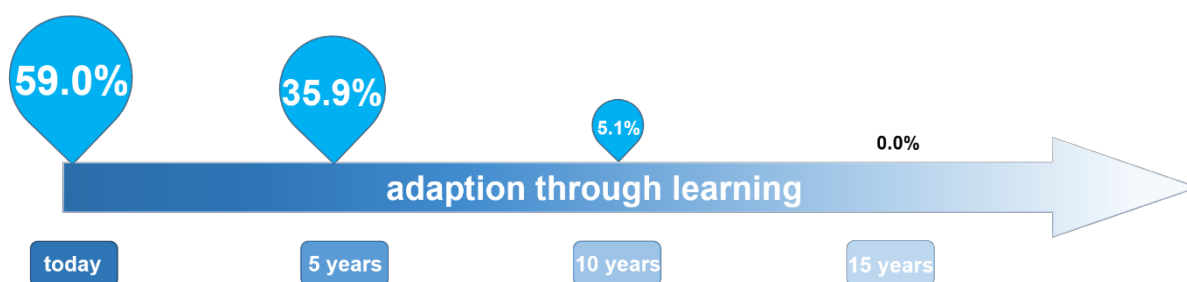 59.0%
35.9%
5.1%
0.0%
adaption through learning
today
5 years
10 years
15 years